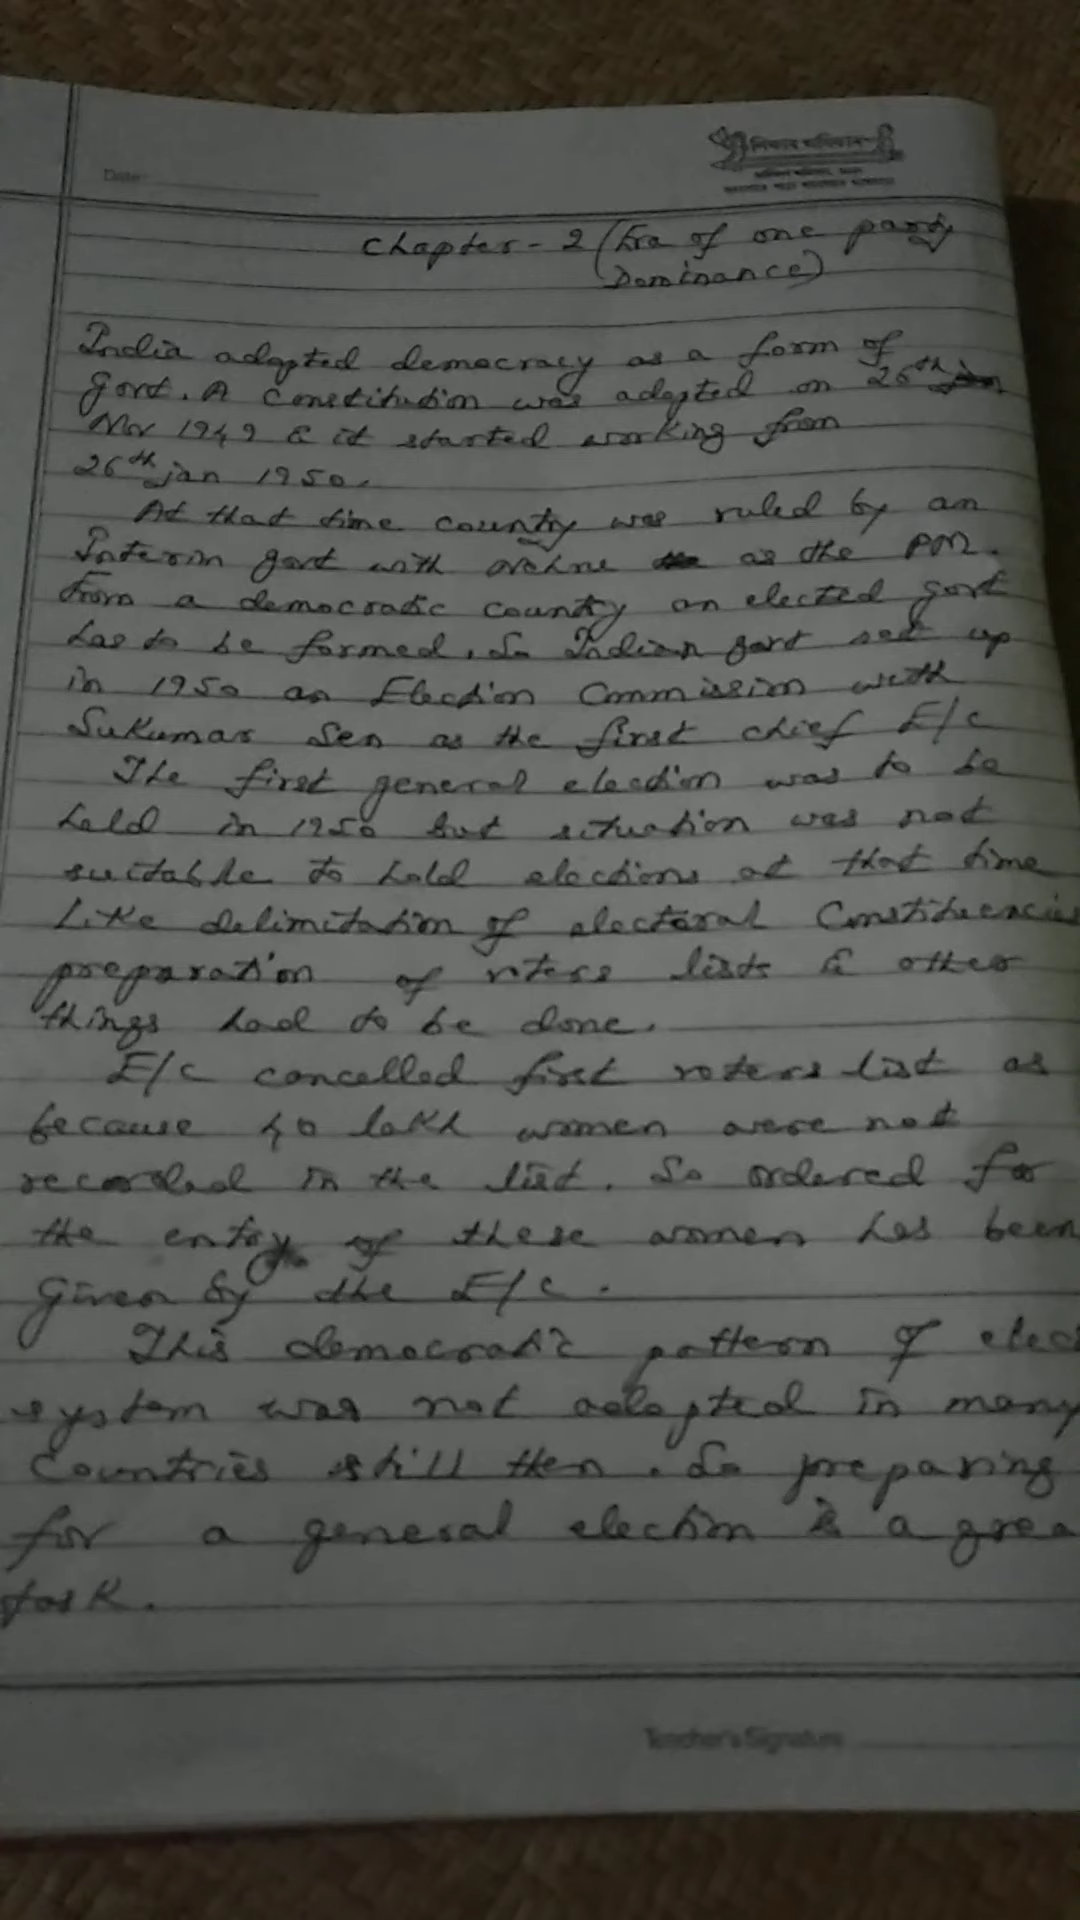 Date
Chapter - 2 (Era of one party
Dominance)
India adopted democracy as a form of
govt. A constitution was adopted on 26th
Nov 1949 & it started working from
26th jan 1950.
At that time country was ruled by an
Interim govt with as the PM.
From a democratic country an elected govt
has to be formed. So Indian govt set up
in 1950 an Election Commission with
Sukumar Sen as the first chief E/c
The first general election was to be
held in 1950 but situation was not
suitable to hold elections at that time
Like delimitation of electoral Constituencies
preparation of voters lists & other
things had to be done.
E/c cancelled first voters list as
because 40 lakh women were not
recorded in the list. So ordered for
the entry of these women has been
given by the E/c.
This democratic pattern of elec
system was not adopted in many
Countries still then. So preparing
for a general election is a grea
task.
Teacher's Signature